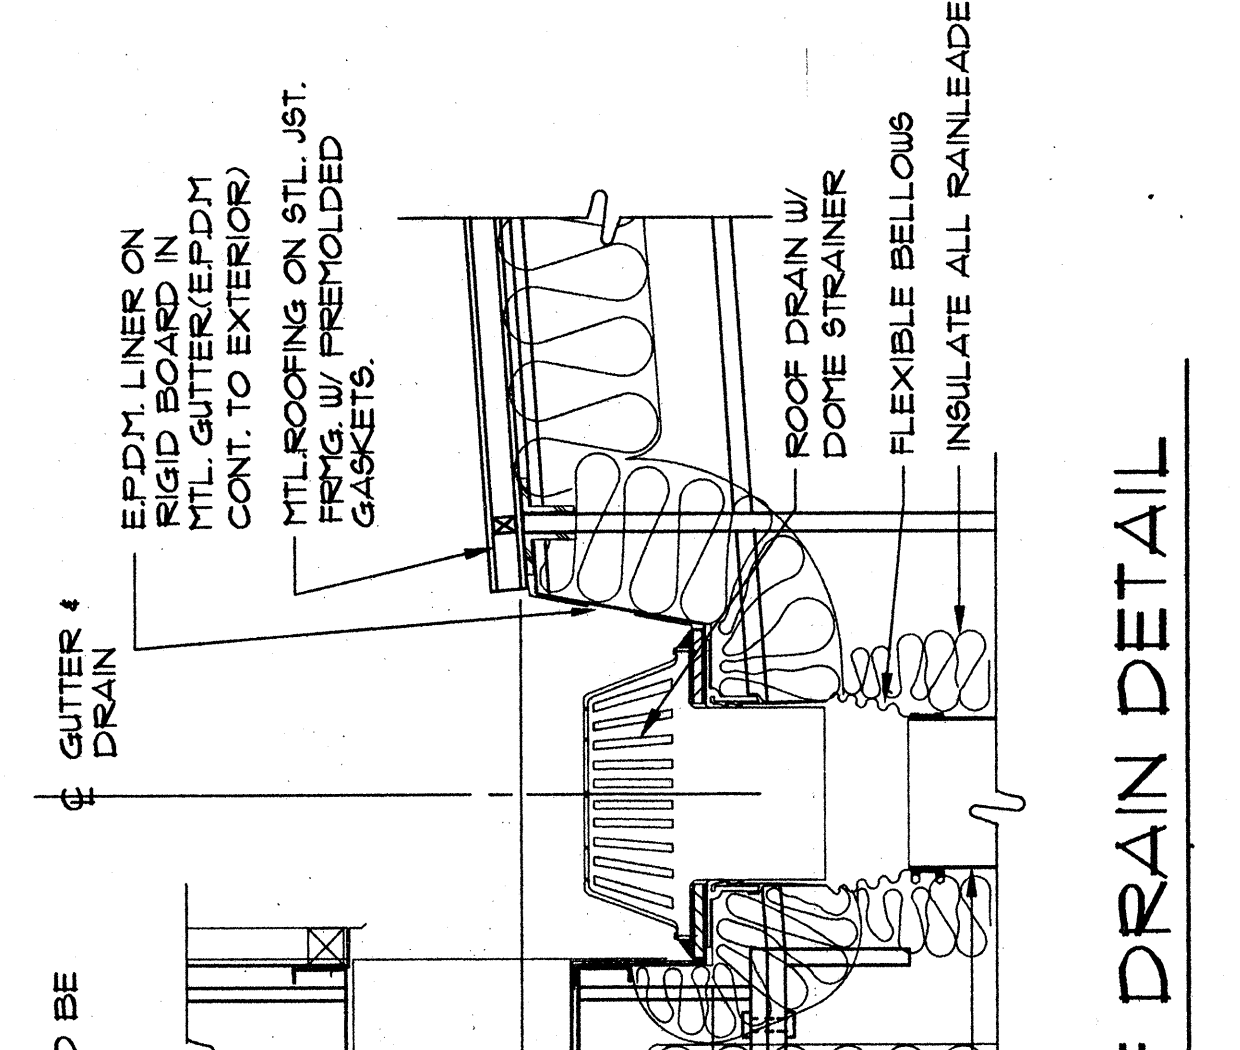 ℄ GUTTER &
DRAIN
E.P.D.M. LINER ON
RIGID BOARD IN
MTL. GUTTER(E.P.D.M
CONT. TO EXTERIOR)
MTL.ROOFING ON STL. JST.
FRMG. W/ PREMOLDED
GASKETS.
ROOF DRAIN W/
DOME STRAINER
FLEXIBLE BELLOWS
INSULATE ALL RAINLEADE
BE
DRAIN DETAIL